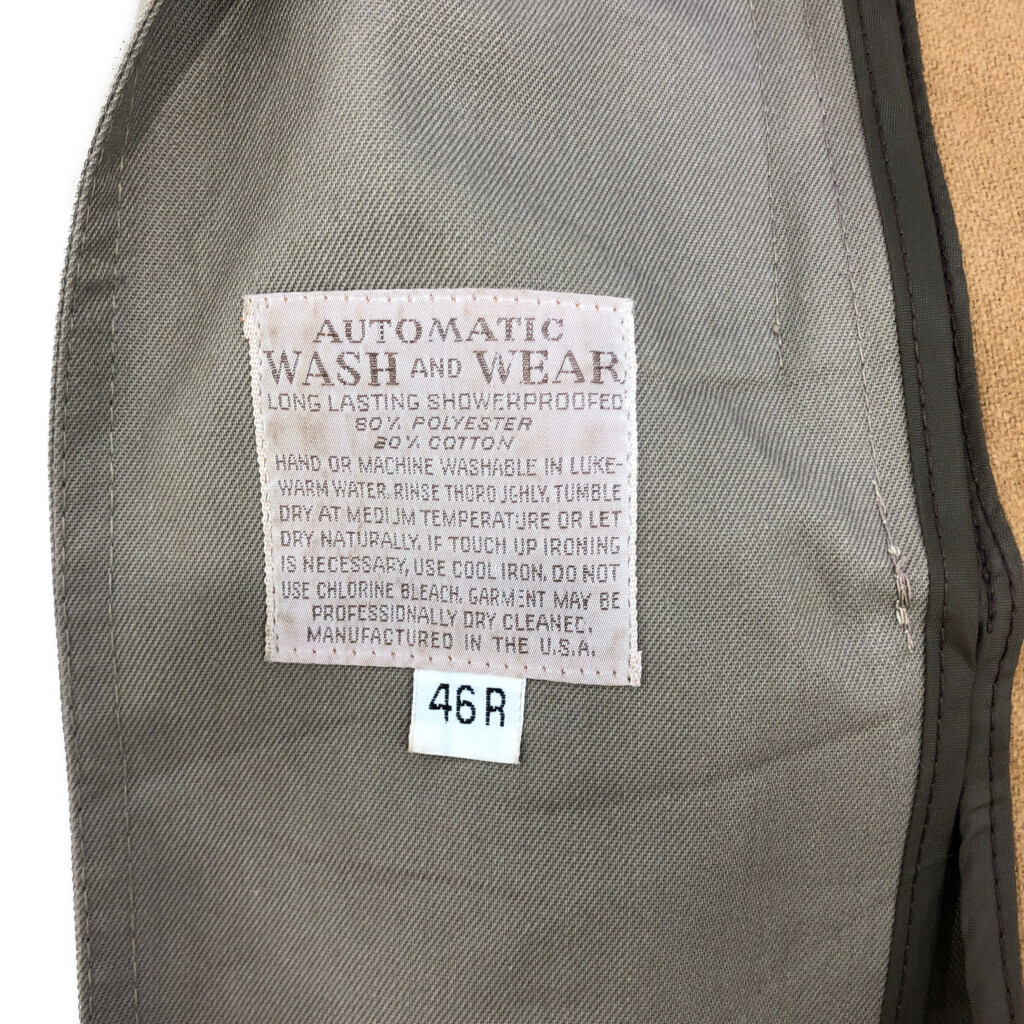 AUTOMATIC
WASH AND WEAR
LONG LASTING SHOWERPROOFED
80% POLYESTER
20% COTTON
HAND OR MACHINE WASHABLE IN LUKE-
WARM WATER. RINSE THOROUGHLY. TUMBLE
DRY AT MEDIUM TEMPERATURE OR LET
DRY NATURALLY. IF TOUCH UP IRONING
IS NECESSARY, USE COOL IRON. DO NOT
USE CHLORINE BLEACH. GARMENT MAY BE
PROFESSIONALLY DRY CLEANED.
MANUFACTURED IN THE U.S.A.
46R